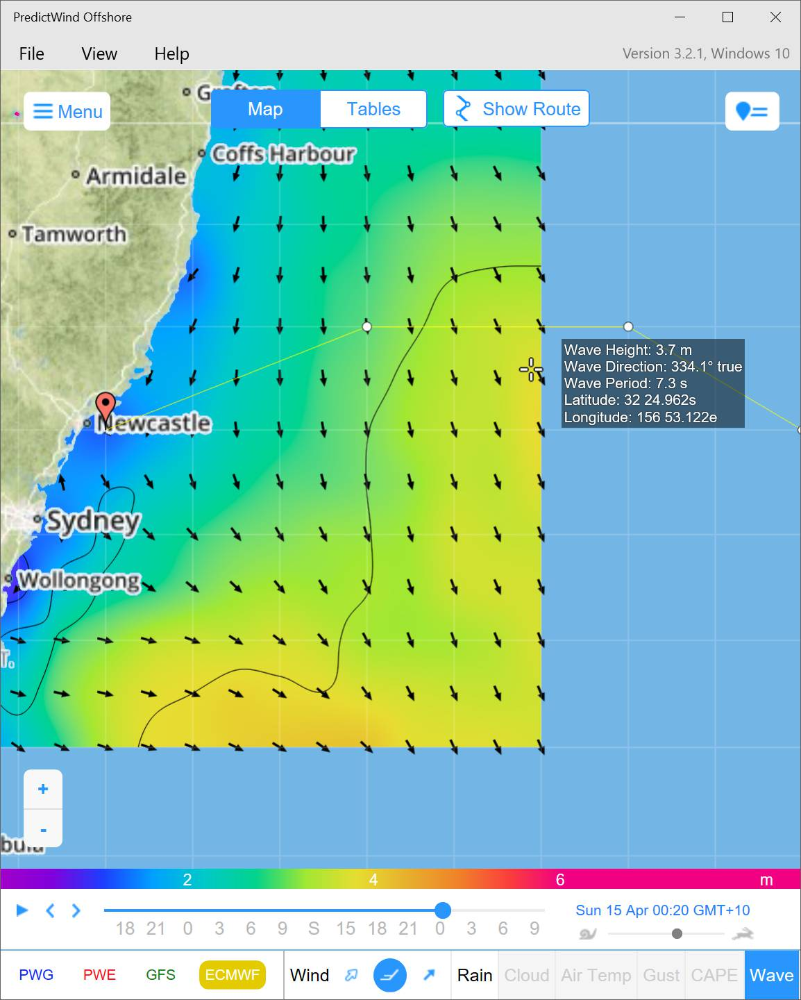 PredictWind Offshore
File View Help Version 3.2.1, Windows 10
Menu Map Tables Show Route
Coffs Harbour
Armidale
Tamworth
Wave Height: 3.7 m
Wave Direction: 334.1° true
Wave Period: 7.3 s
Latitude: 32 24.962s
Longitude: 156 53.122e
Newcastle
Sydney
Wollongong
+
-
2 4 6 m
Sun 15 Apr 00:20 GMT+10
18 21 0 3 6 9 S 15 18 21 0 3 6 9
PWG PWE GFS ECMWF Wind Rain Cloud Air Temp Gust CAPE Wave